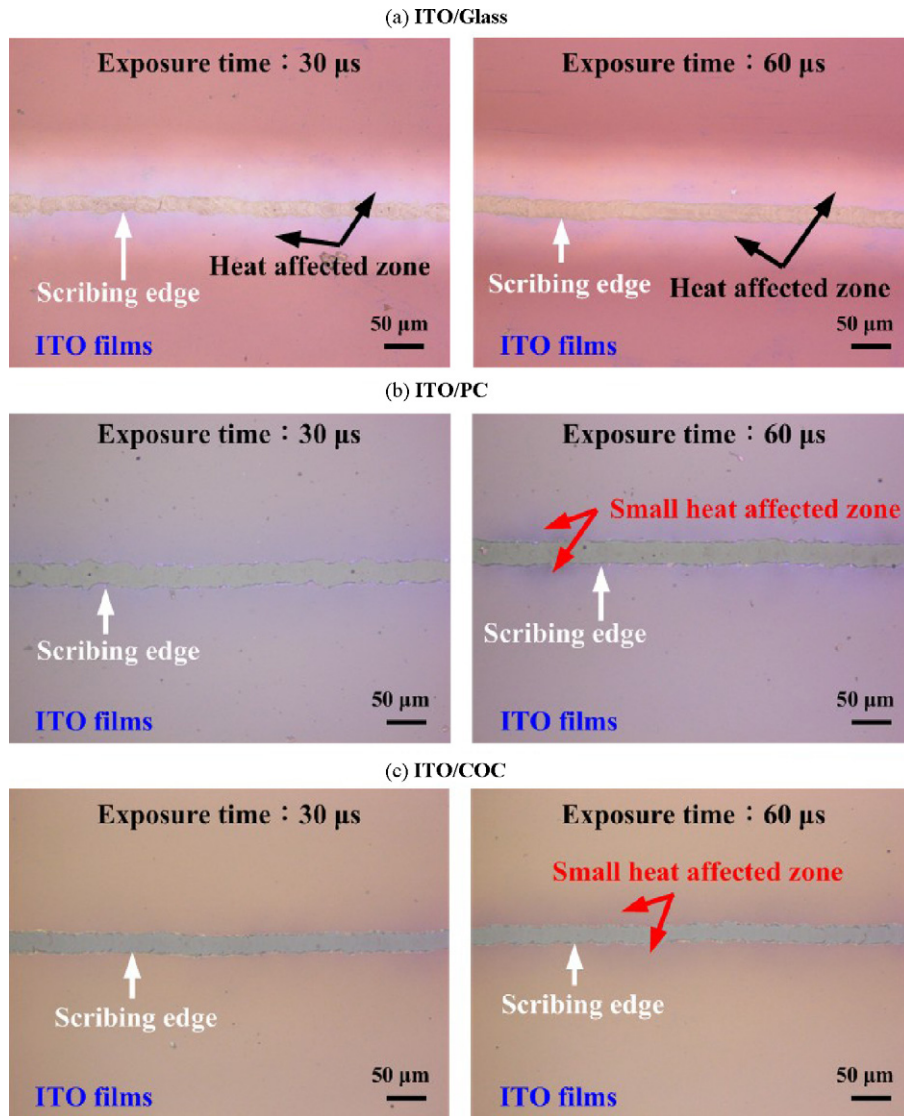 (a) ITO/Glass
Exposure time：30 μs
Heat affected zone
Scribing edge
50 μm
ITO films
Exposure time：60 μs
Scribing edge
Heat affected zone
50 μm
ITO films
(b) ITO/PC
Exposure time：30 μs
Scribing edge
50 μm
ITO films
Exposure time：60 μs
Small heat affected zone
Scribing edge
50 μm
ITO films
(c) ITO/COC
Exposure time：30 μs
Scribing edge
50 μm
ITO films
Exposure time：60 μs
Small heat affected zone
Scribing edge
50 μm
ITO films